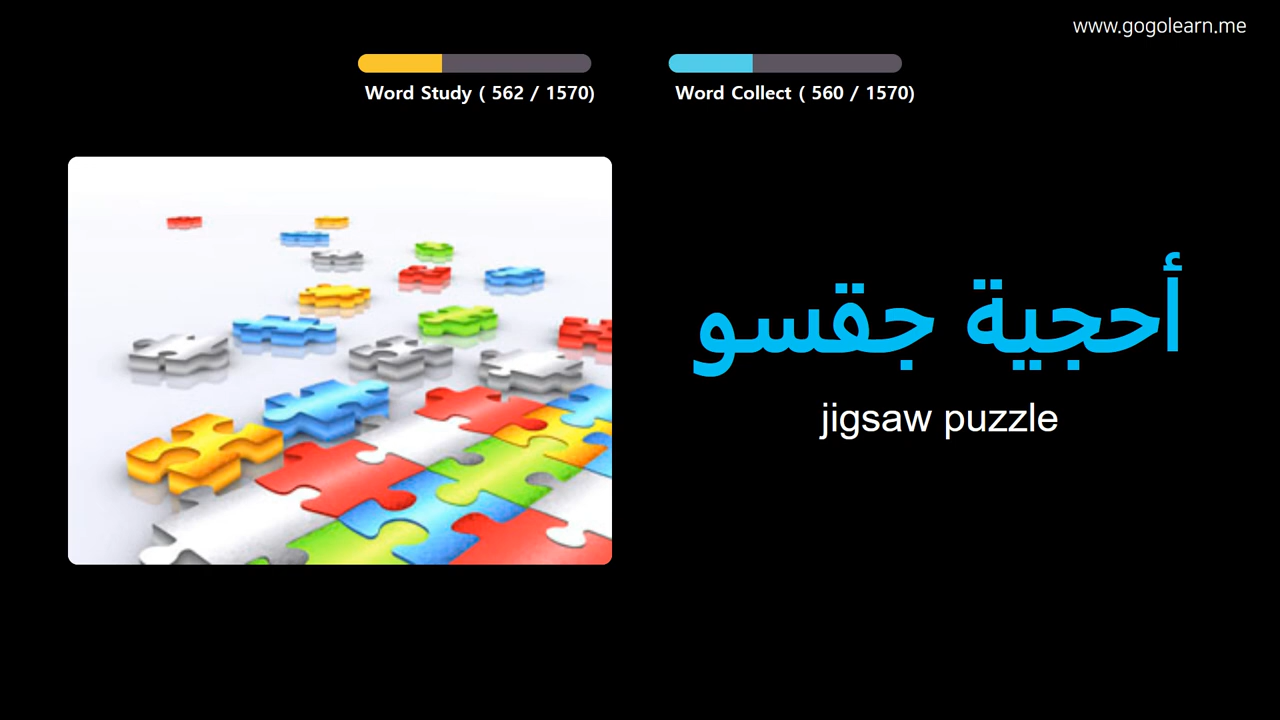 www.gogolearn.me
Word Study ( 562 / 1570)
Word Collect ( 560 / 1570)
أحجية جقسو
jigsaw puzzle